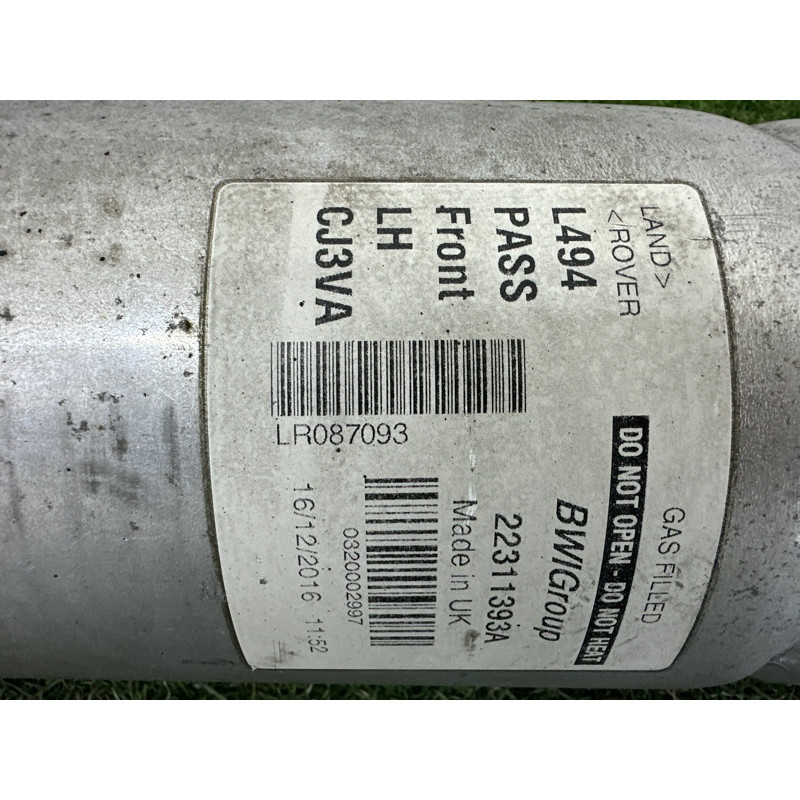 LAND>
<ROVER
L494
PASS
Front
LH
CJ3VA
LR087093
GAS FILLED
DO NOT OPEN - DO NOT HEAT
BWIGroup
22311393A
Made in UK
0320002997
16/12/2016 11:52